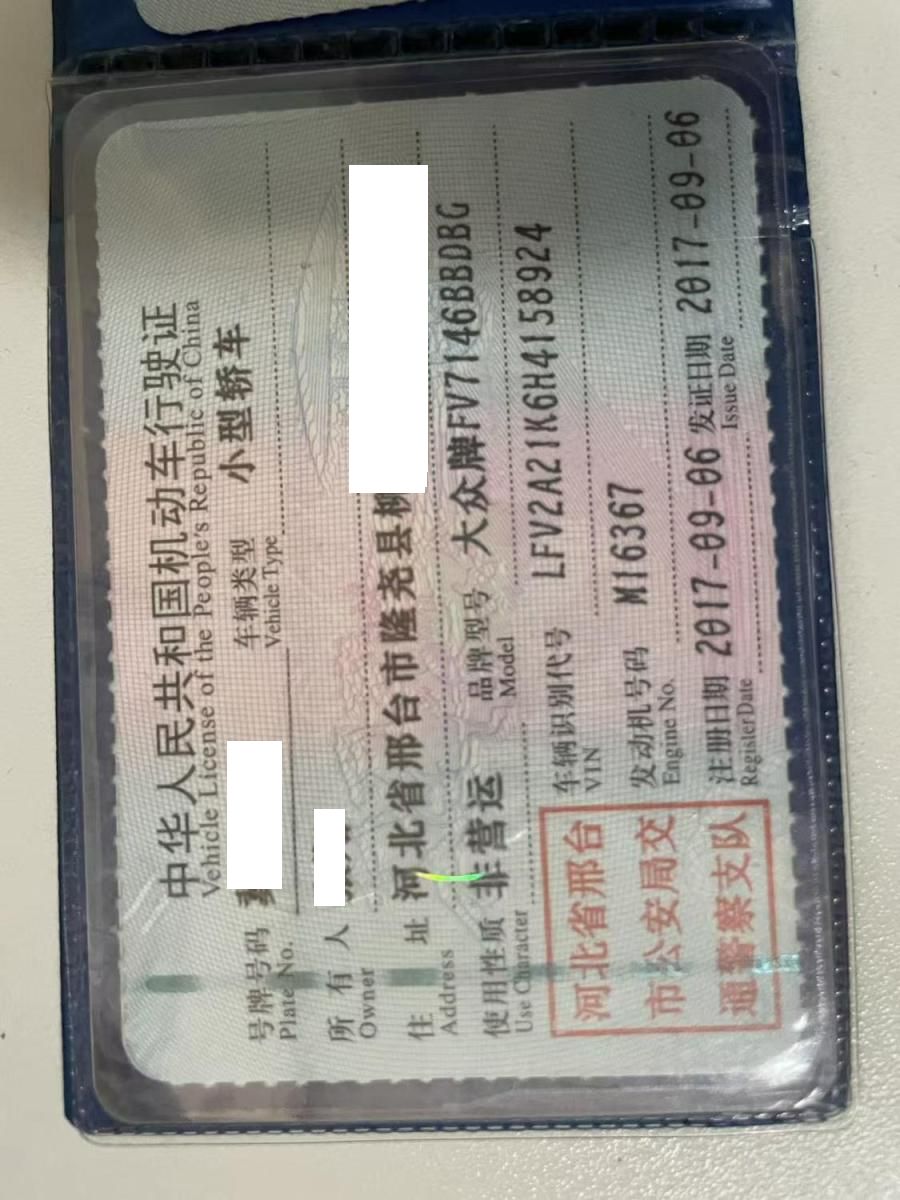 中华人民共和国机动车行驶证
Vehicle License of the People's Republic of China
号牌号码 冀 车辆类型 小型轿车
Plate No. Vehicle Type
所有人
Owner
住址 河北省邢台市隆尧县柳
Address
使用性质 非营运 品牌型号 大众牌FV7146BBDBG
Use Character Model
车辆识别代号 LFV2A21K6H4158924
VIN
发动机号码 M16367
Engine No.
注册日期 2017-09-06 发证日期 2017-09-06
Register Date Issue Date
河北省邢台
市公安局交
通警察支队